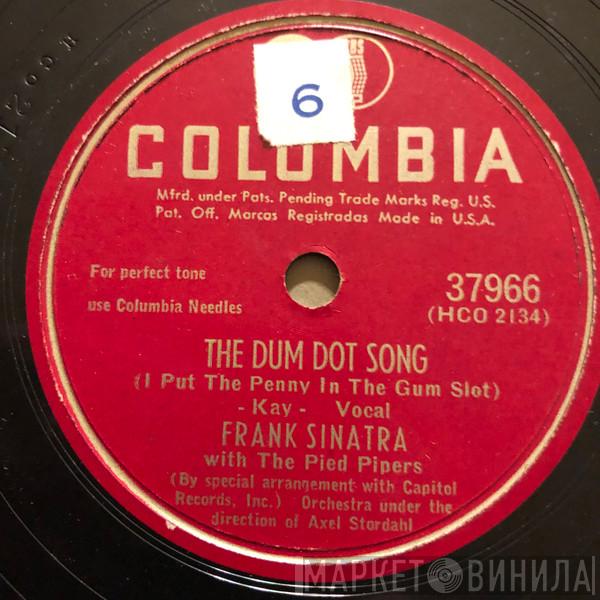 6
COLUMBIA
Mfrd. under Pats. Pending Trade Marks Reg. U.S.
Pat. Off. Marcas Registradas Made in U.S.A.
For perfect tone
use Columbia Needles
37966
(HCO 2134)
THE DUM DOT SONG
(I Put The Penny In The Gum Slot)
- Kay - Vocal
FRANK SINATRA
with The Pied Pipers
(By special arrangement with Capitol
Records, Inc.) Orchestra under the
direction of Axel Stordahl
МАРКЕТ ВИНИЛА